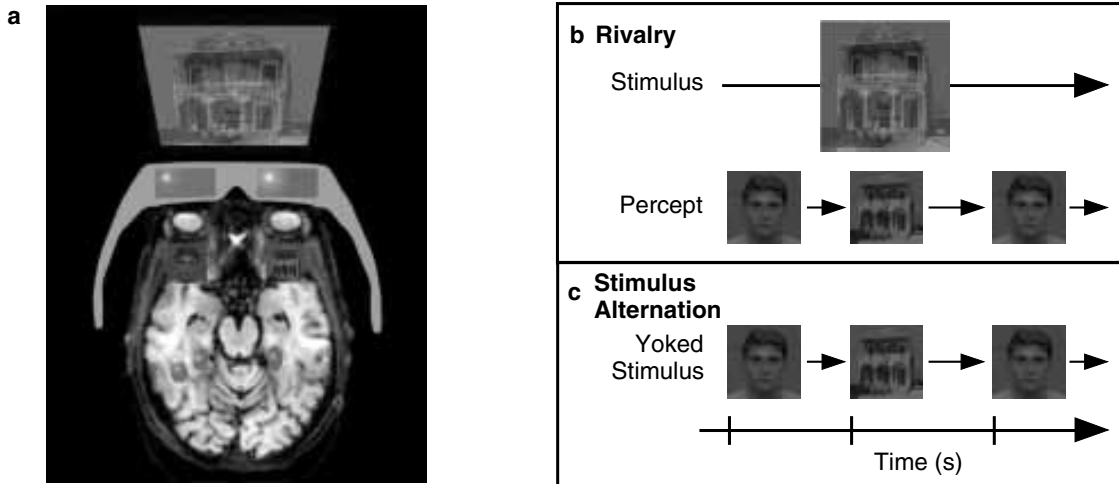 a
b Rivalry
Stimulus
Percept
c Stimulus
Alternation
Yoked
Stimulus
Time (s)